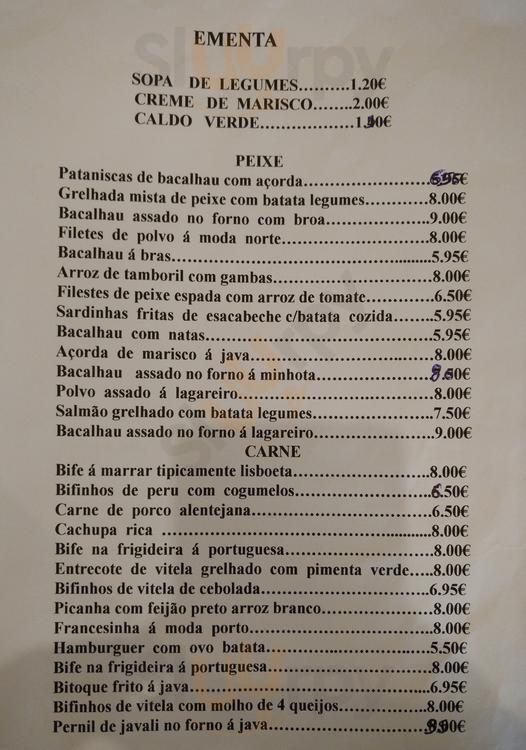 EMENTA
SOPA DE LEGUMES..........1.20€
CREME DE MARISCO........2.00€
CALDO VERDE........................
PEIXE
Pataniscas de bacalhau com açorda..........................
Grelhada mista de peixe com batata legumes.............8.00€
Bacalhau assado no forno com broa.....................9.00€
Filetes de polvo á moda norte..............................8.00€
Bacalhau á bras..................................................5.95€
Arroz de tamboril com gambas................................8.00€
Filestes de peixe espada com arroz de tomate.............6.50€
Sardinhas fritas de esacabeche c/batata cozida........5.95€
Bacalhau com natas.............................................5.95€
Açorda de marisco á java.....................................8.00€
Bacalhau assado no forno á minhota.......................
Polvo assado á lagareiro.......................................8.00€
Salmão grelhado com batata legumes.......................7.50€
Bacalhau assado no forno á lagareiro.......................9.00€
CARNE
Bife á marrar tipicamente lisboeta..........................8.00€
Bifinhos de peru com cogumelos..........................6.50€
Carne de porco alentejana...................................6.50€
Cachupa rica .....................................................8.00€
Bife na frigideira á portuguesa.............................8.00€
Entrecote de vitela grelhado com pimenta verde.....8.00€
Bifinhos de vitela de cebolada................................6.95€
Picanha com feijão preto arroz branco.....................8.00€
Francesinha á moda porto...................................8.00€
Hamburguer com ovo batata................................5.50€
Bife na frigideira á portuguesa...............................8.00€
Bitoque frito á java.............................................6.95€
Bifinhos de vitela com molho de 4 queijos................8.00€
Pernil de javali no forno á java..............................